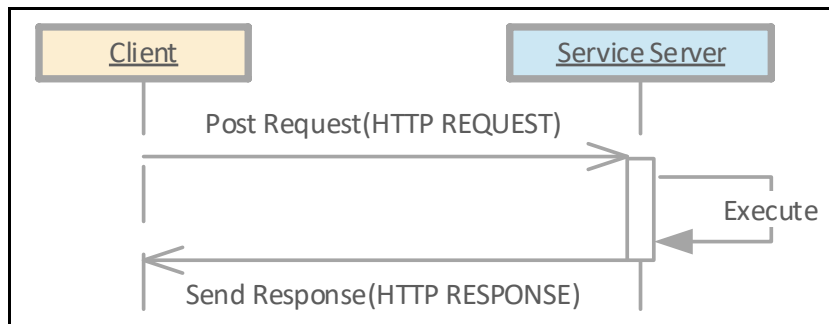 Client
Service Server
Post Request(HTTP REQUEST)
Execute
Send Response(HTTP RESPONSE)